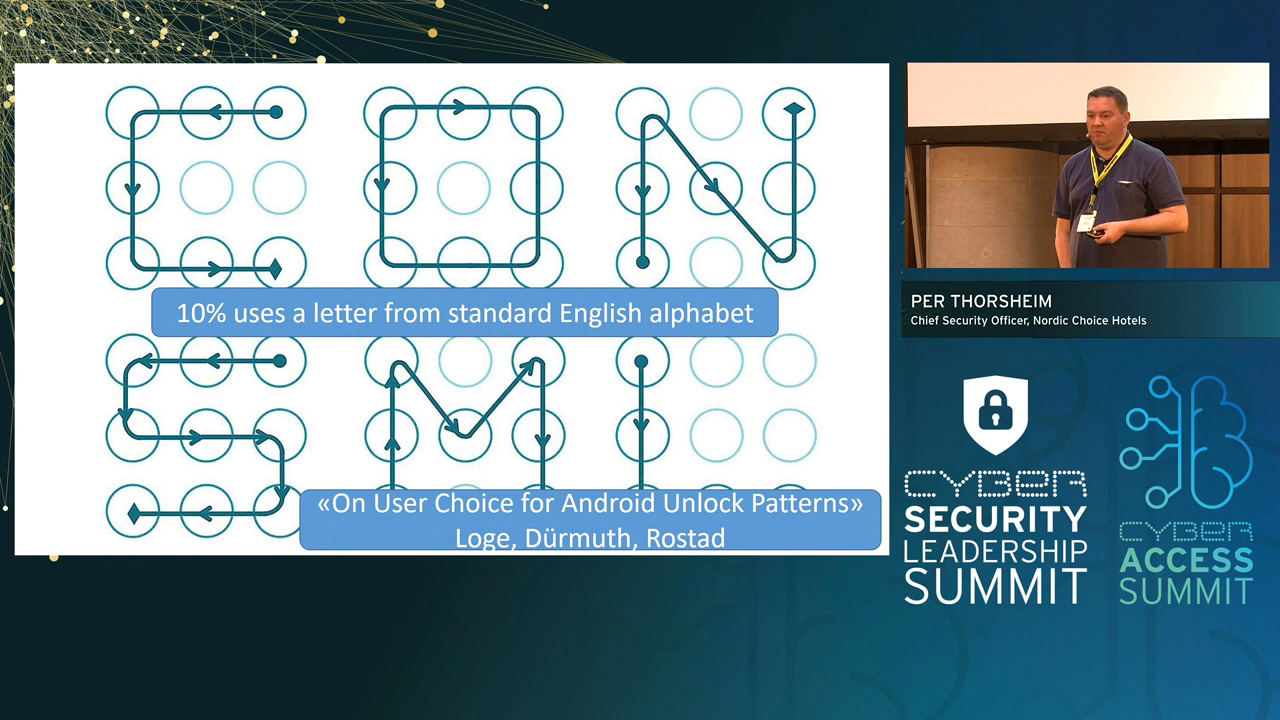 10% uses a letter from standard English alphabet
«On User Choice for Android Unlock Patterns»
Loge, Dürmuth, Rostad
PER THORSHEIM
Chief Security Officer, Nordic Choice Hotels
CYBER
SECURITY
LEADERSHIP
SUMMIT
CYBER
ACCESS
SUMMIT